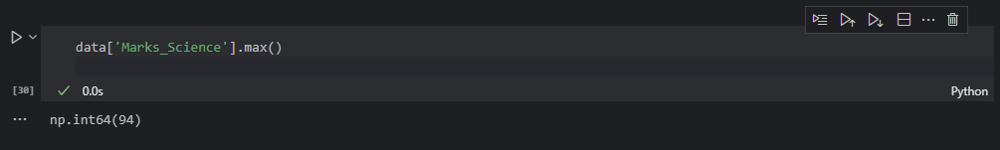 data['Marks_Science'].max()
[30]
0.0s
Python
np.int64(94)